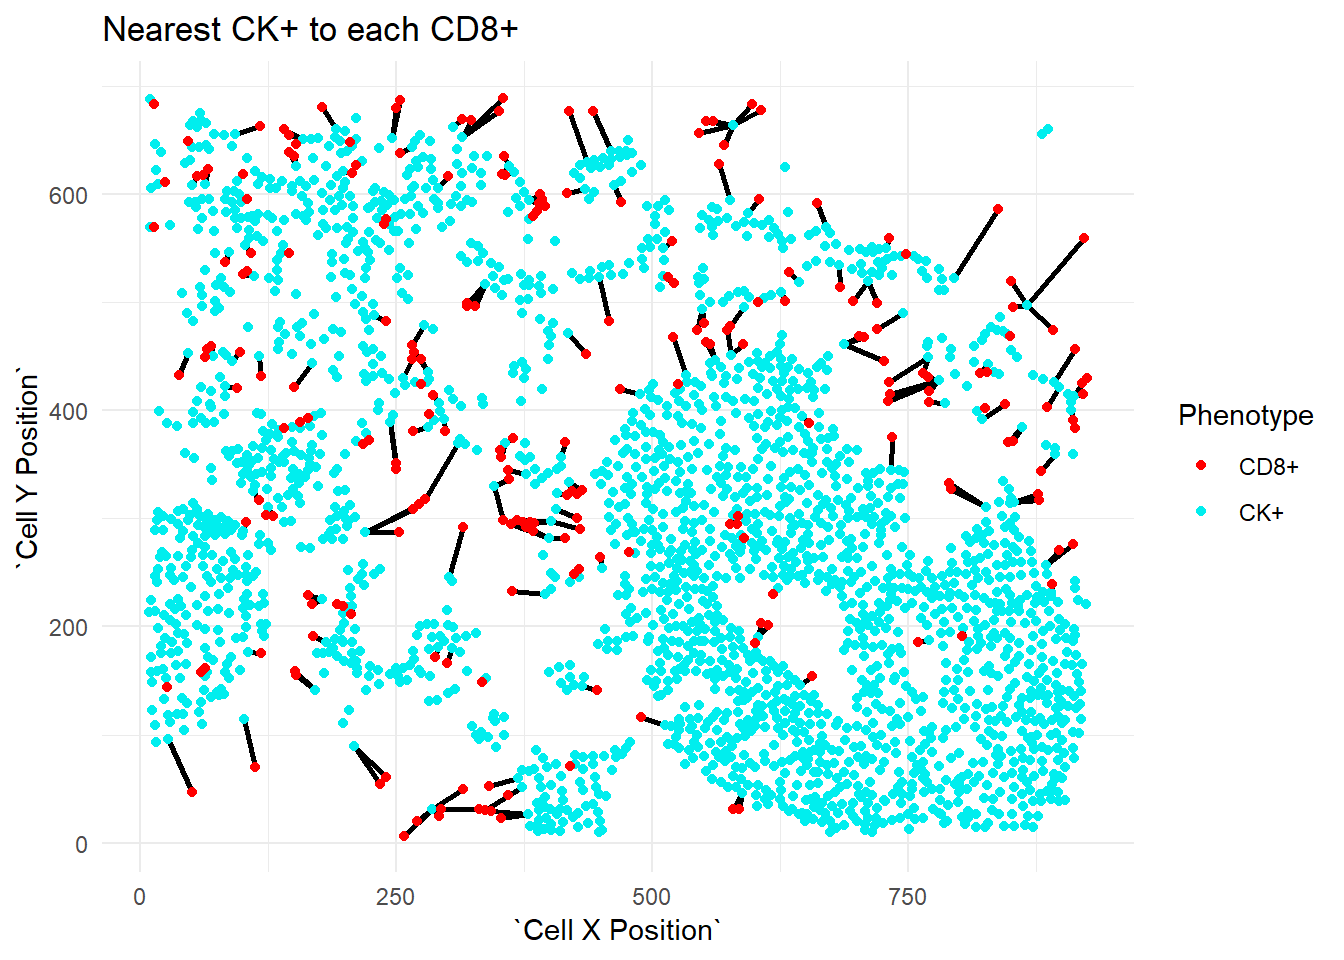 Nearest CK+ to each CD8+
`Cell Y Position`
600
400
200
0
0
250
500
750
`Cell X Position`
Phenotype
CD8+
CK+